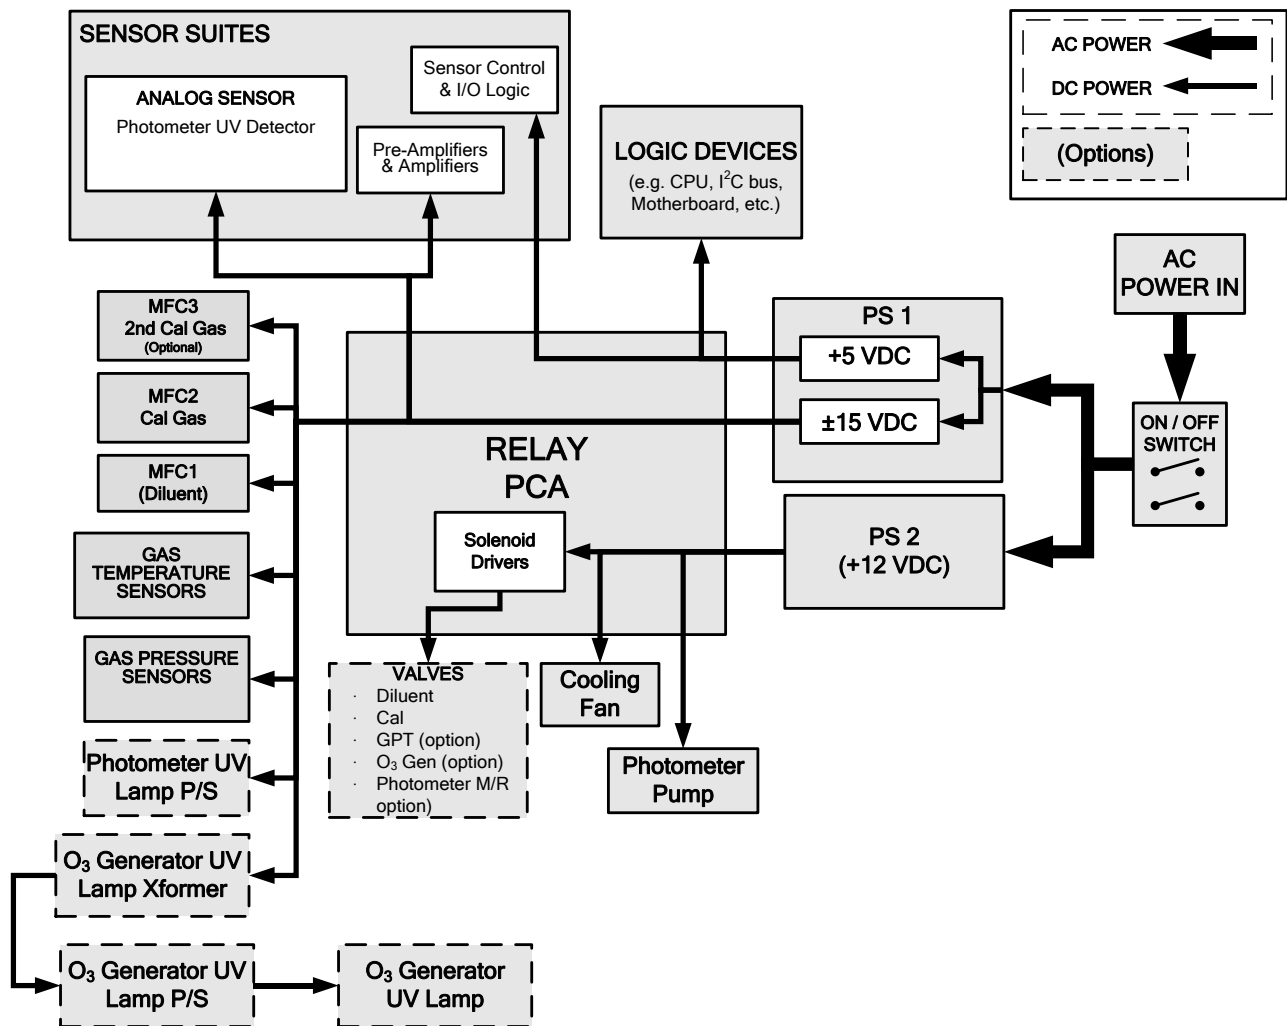 SENSOR SUITES
ANALOG SENSOR
Photometer UV Detector
Sensor Control
& I/O Logic
Pre-Amplifiers
& Amplifiers
LOGIC DEVICES
(e.g. CPU, I²C bus,
Motherboard, etc.)
AC POWER
DC POWER
(Options)
AC
POWER IN
ON / OFF
SWITCH
PS 1
+5 VDC
±15 VDC
PS 2
(+12 VDC)
RELAY
PCA
Solenoid
Drivers
MFC3
2nd Cal Gas
(Optional)
MFC2
Cal Gas
MFC1
(Diluent)
GAS
TEMPERATURE
SENSORS
GAS PRESSURE
SENSORS
Photometer UV
Lamp P/S
O₃ Generator UV
Lamp Xformer
O₃ Generator UV
Lamp P/S
O₃ Generator
UV Lamp
VALVES
· Diluent
· Cal
· GPT (option)
· O₃ Gen (option)
· Photometer M/R
option)
Cooling
Fan
Photometer
Pump